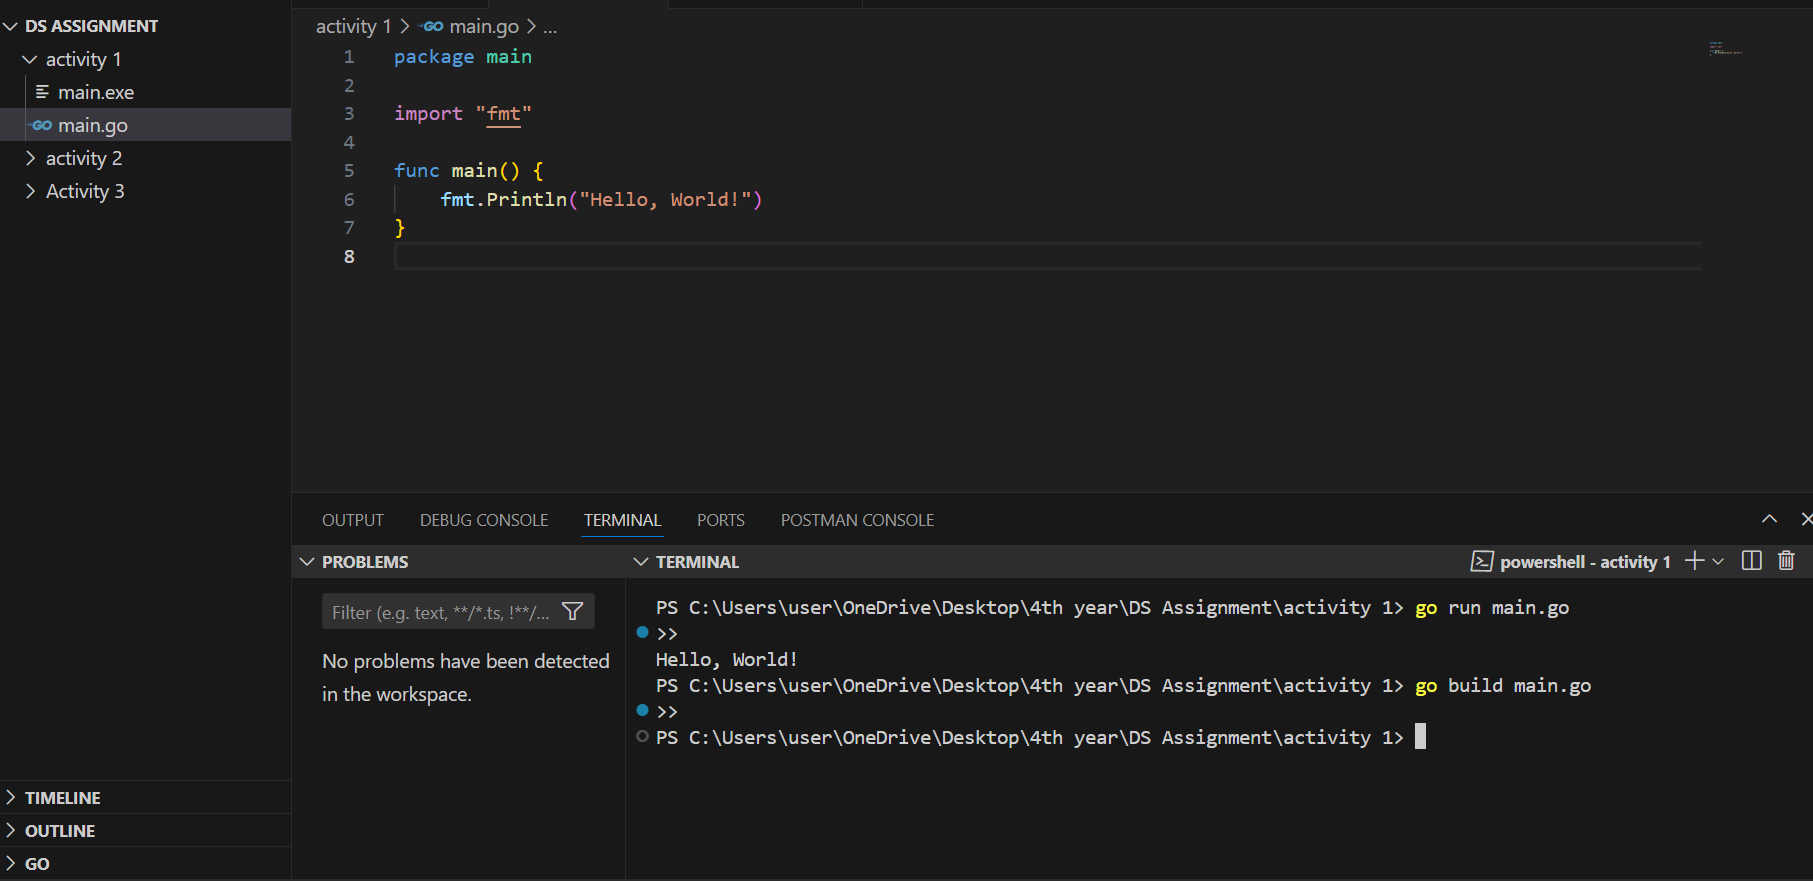 DS ASSIGNMENT
activity 1
main.exe
GO main.go
activity 2
Activity 3
TIMELINE
OUTLINE
GO
activity 1 > GO main.go > ...
1 package main
2
3 import "fmt"
4
5 func main() {
6     fmt.Println("Hello, World!")
7 }
8
OUTPUT DEBUG CONSOLE TERMINAL PORTS POSTMAN CONSOLE
PROBLEMS
Filter (e.g. text, **/*.ts, !**/...
No problems have been detected
in the workspace.
TERMINAL
powershell - activity 1
PS C:\Users\user\OneDrive\Desktop\4th year\DS Assignment\activity 1> go run main.go
>>
Hello, World!
PS C:\Users\user\OneDrive\Desktop\4th year\DS Assignment\activity 1> go build main.go
>>
PS C:\Users\user\OneDrive\Desktop\4th year\DS Assignment\activity 1>